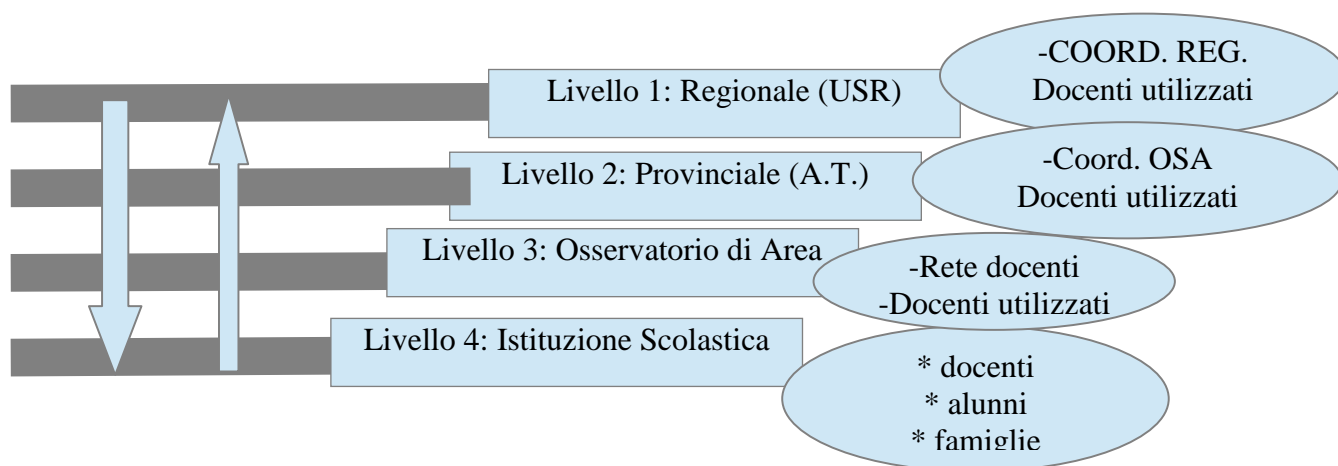 Livello 1: Regionale (USR)
-COORD. REG.
Docenti utilizzati
Livello 2: Provinciale (A.T.)
-Coord. OSA
Docenti utilizzati
Livello 3: Osservatorio di Area
-Rete docenti
-Docenti utilizzati
Livello 4: Istituzione Scolastica
* docenti
* alunni
* famiglie